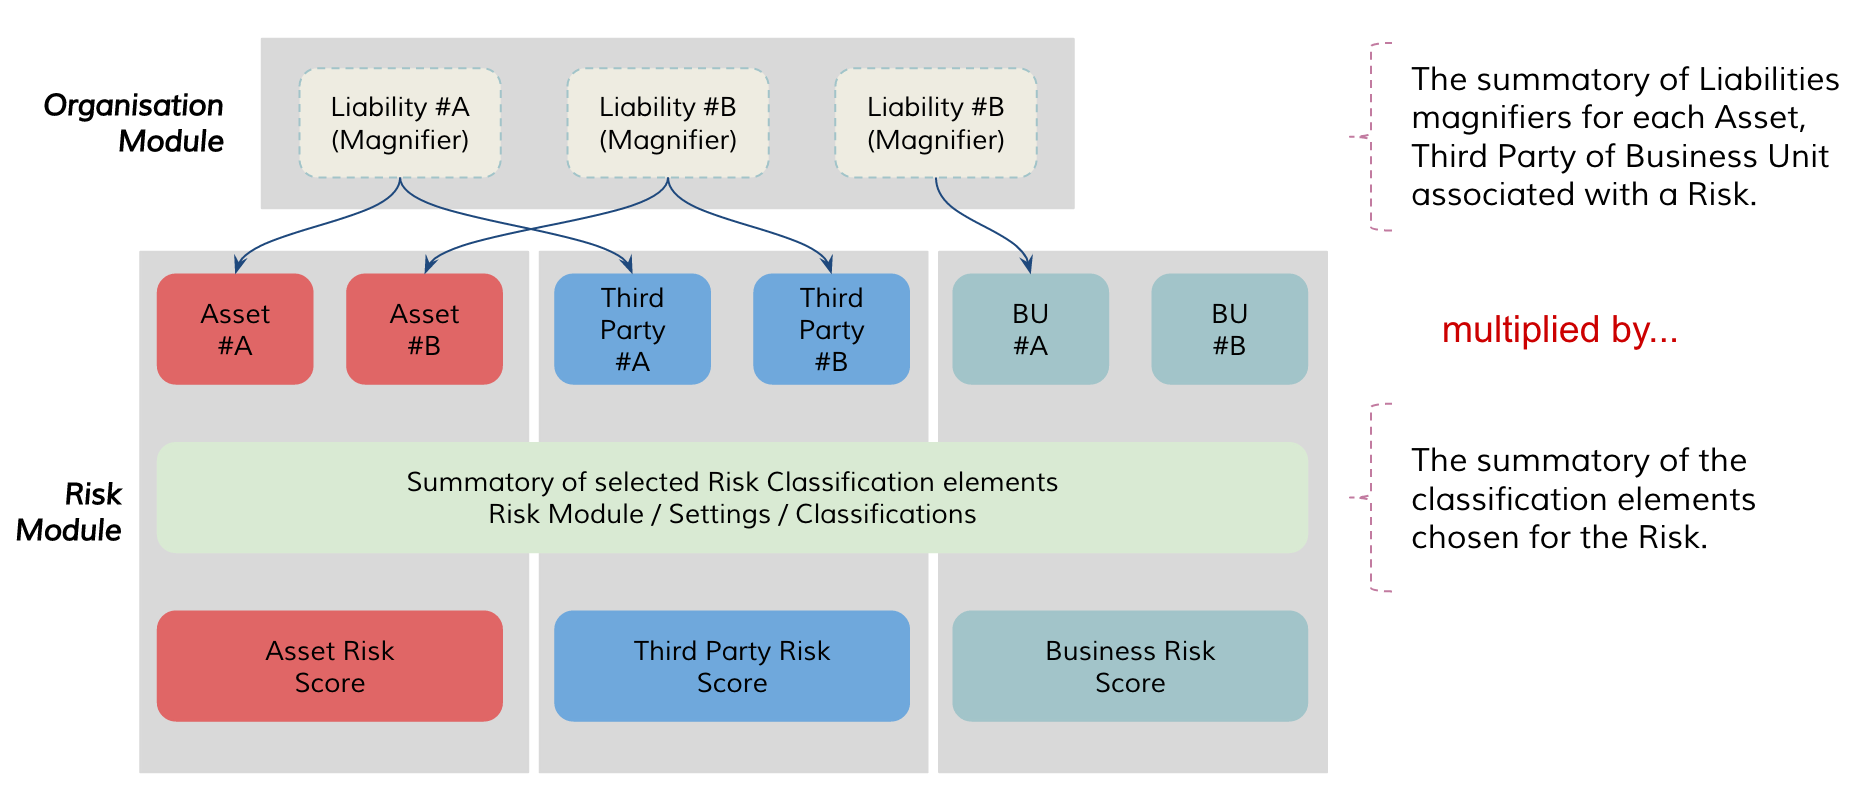 Organisation
Module
Liability #A
(Magnifier)
Liability #B
(Magnifier)
Liability #B
(Magnifier)
The summatory of Liabilities
magnifiers for each Asset,
Third Party of Business Unit
associated with a Risk.
Asset
#A
Asset
#B
Third
Party
#A
Third
Party
#B
BU
#A
BU
#B
multiplied by...
Risk
Module
Summatory of selected Risk Classification elements
Risk Module / Settings / Classifications
The summatory of the
classification elements
chosen for the Risk.
Asset Risk
Score
Third Party Risk
Score
Business Risk
Score